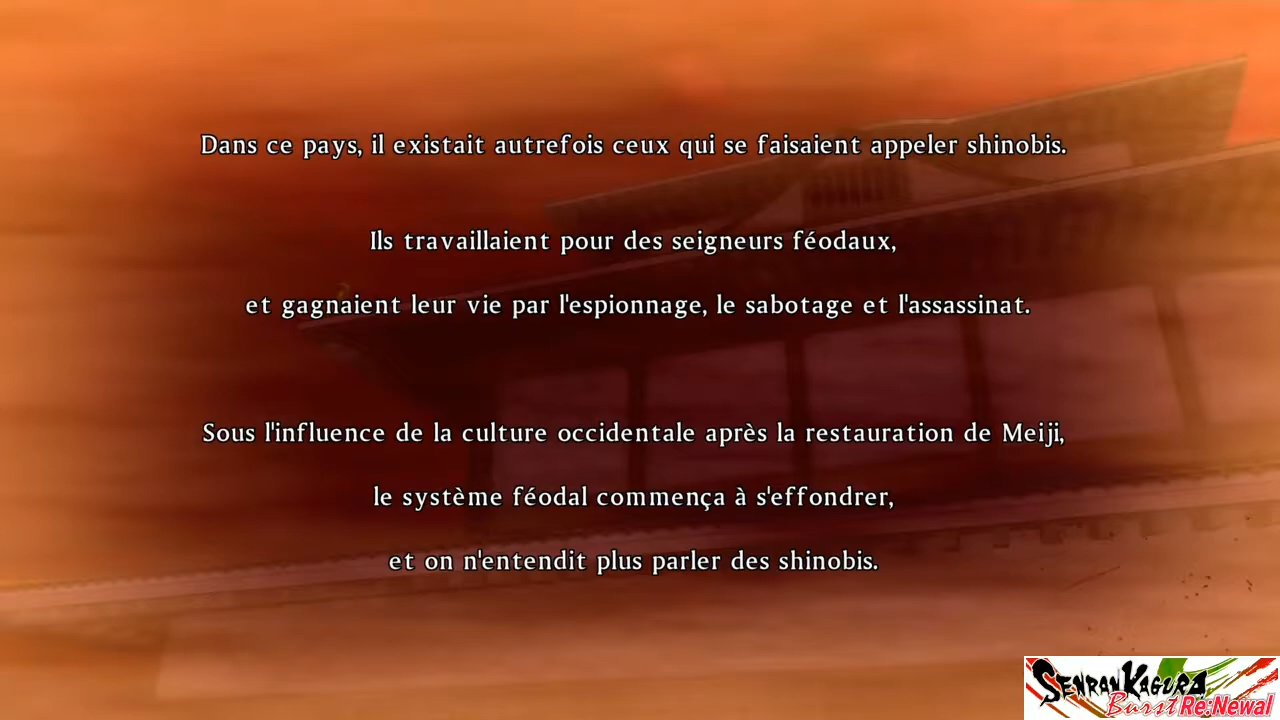 Dans ce pays, il existait autrefois ceux qui se faisaient appeler shinobis.
Ils travaillaient pour des seigneurs féodaux,
et gagnaient leur vie par l'espionnage, le sabotage et l'assassinat.
Sous l'influence de la culture occidentale après la restauration de Meiji,
le système féodal commença à s'effondrer,
et on n'entendit plus parler des shinobis.
SENRAN KAGURA
Burst Re:Newal